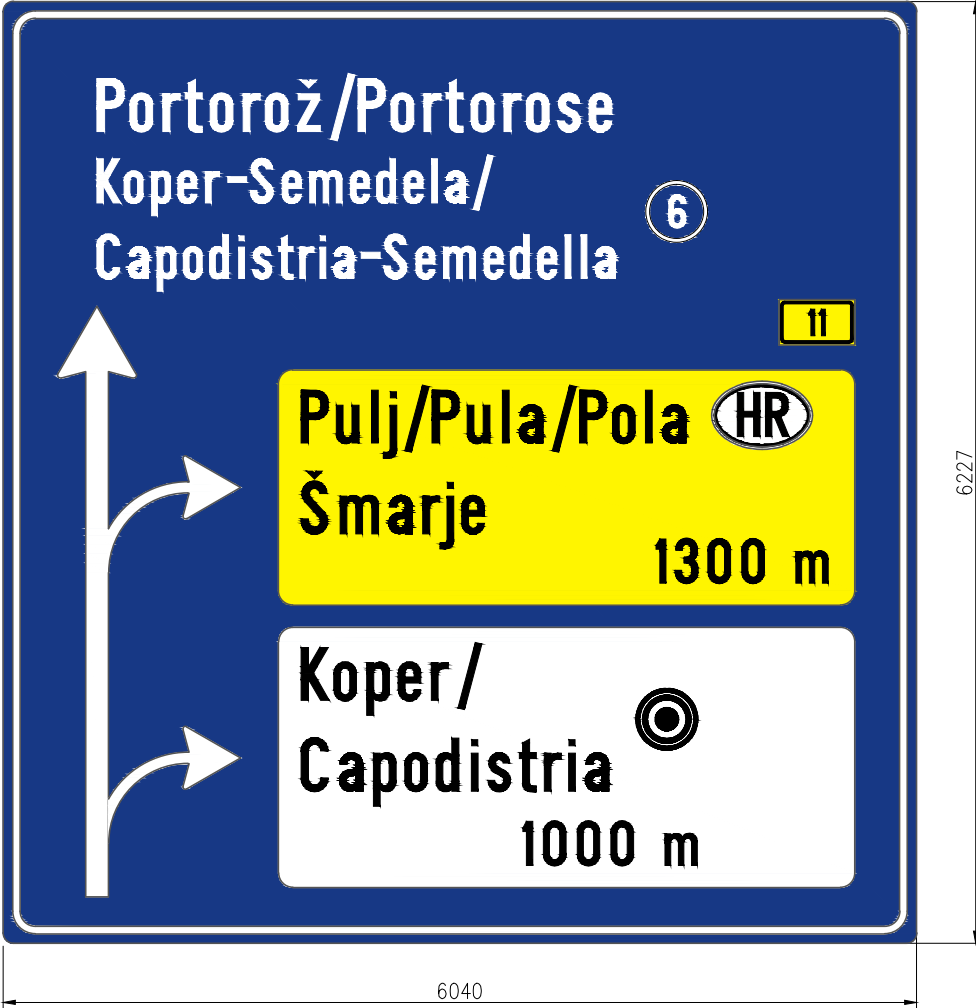 Portorož/Portorose
Koper-Semedela/
6
Capodistria-Semedella
11
Pulj/Pula/Pola HR
Šmarje
1300 m
Koper/
Capodistria
1000 m
6227
6040